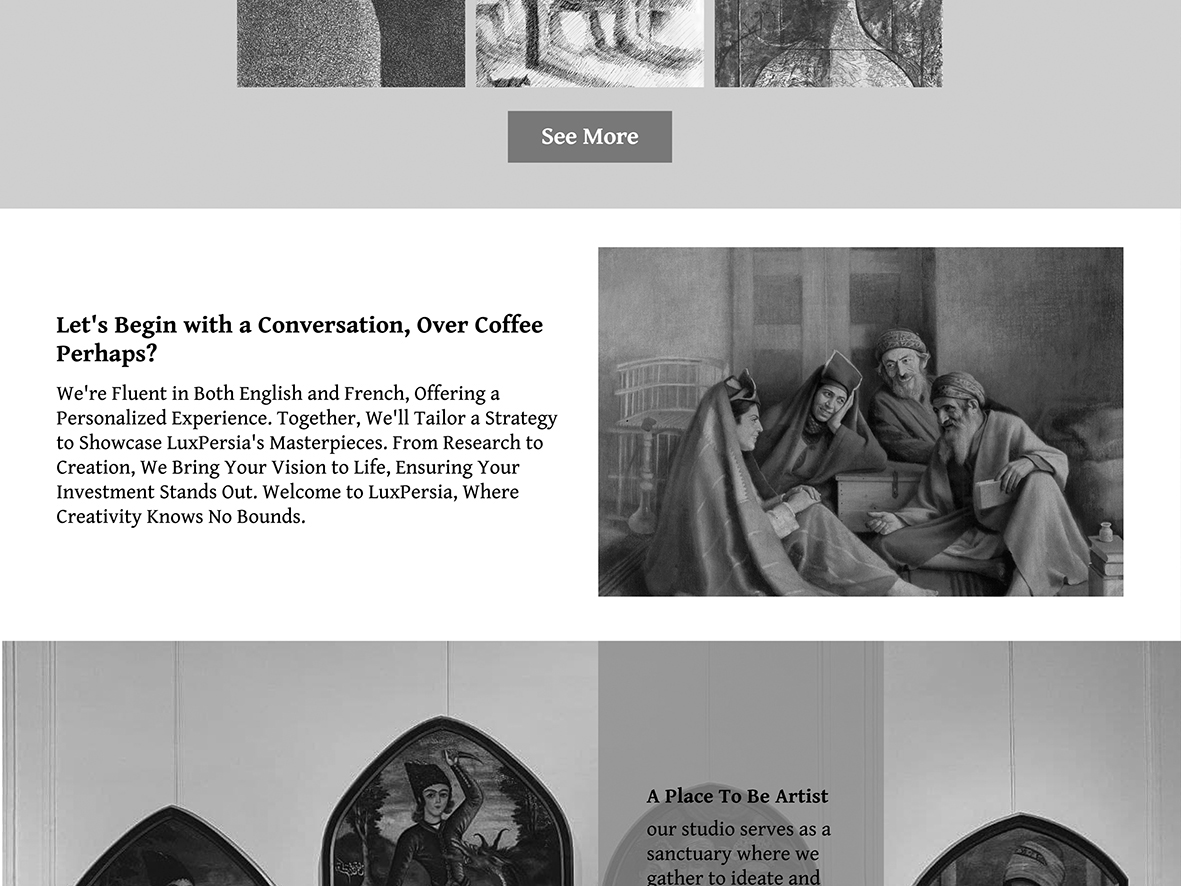 See More
Let's Begin with a Conversation, Over Coffee
Perhaps?
We're Fluent in Both English and French, Offering a
Personalized Experience. Together, We'll Tailor a Strategy
to Showcase LuxPersia's Masterpieces. From Research to
Creation, We Bring Your Vision to Life, Ensuring Your
Investment Stands Out. Welcome to LuxPersia, Where
Creativity Knows No Bounds.
A Place To Be Artist
our studio serves as a
sanctuary where we
gather to ideate and